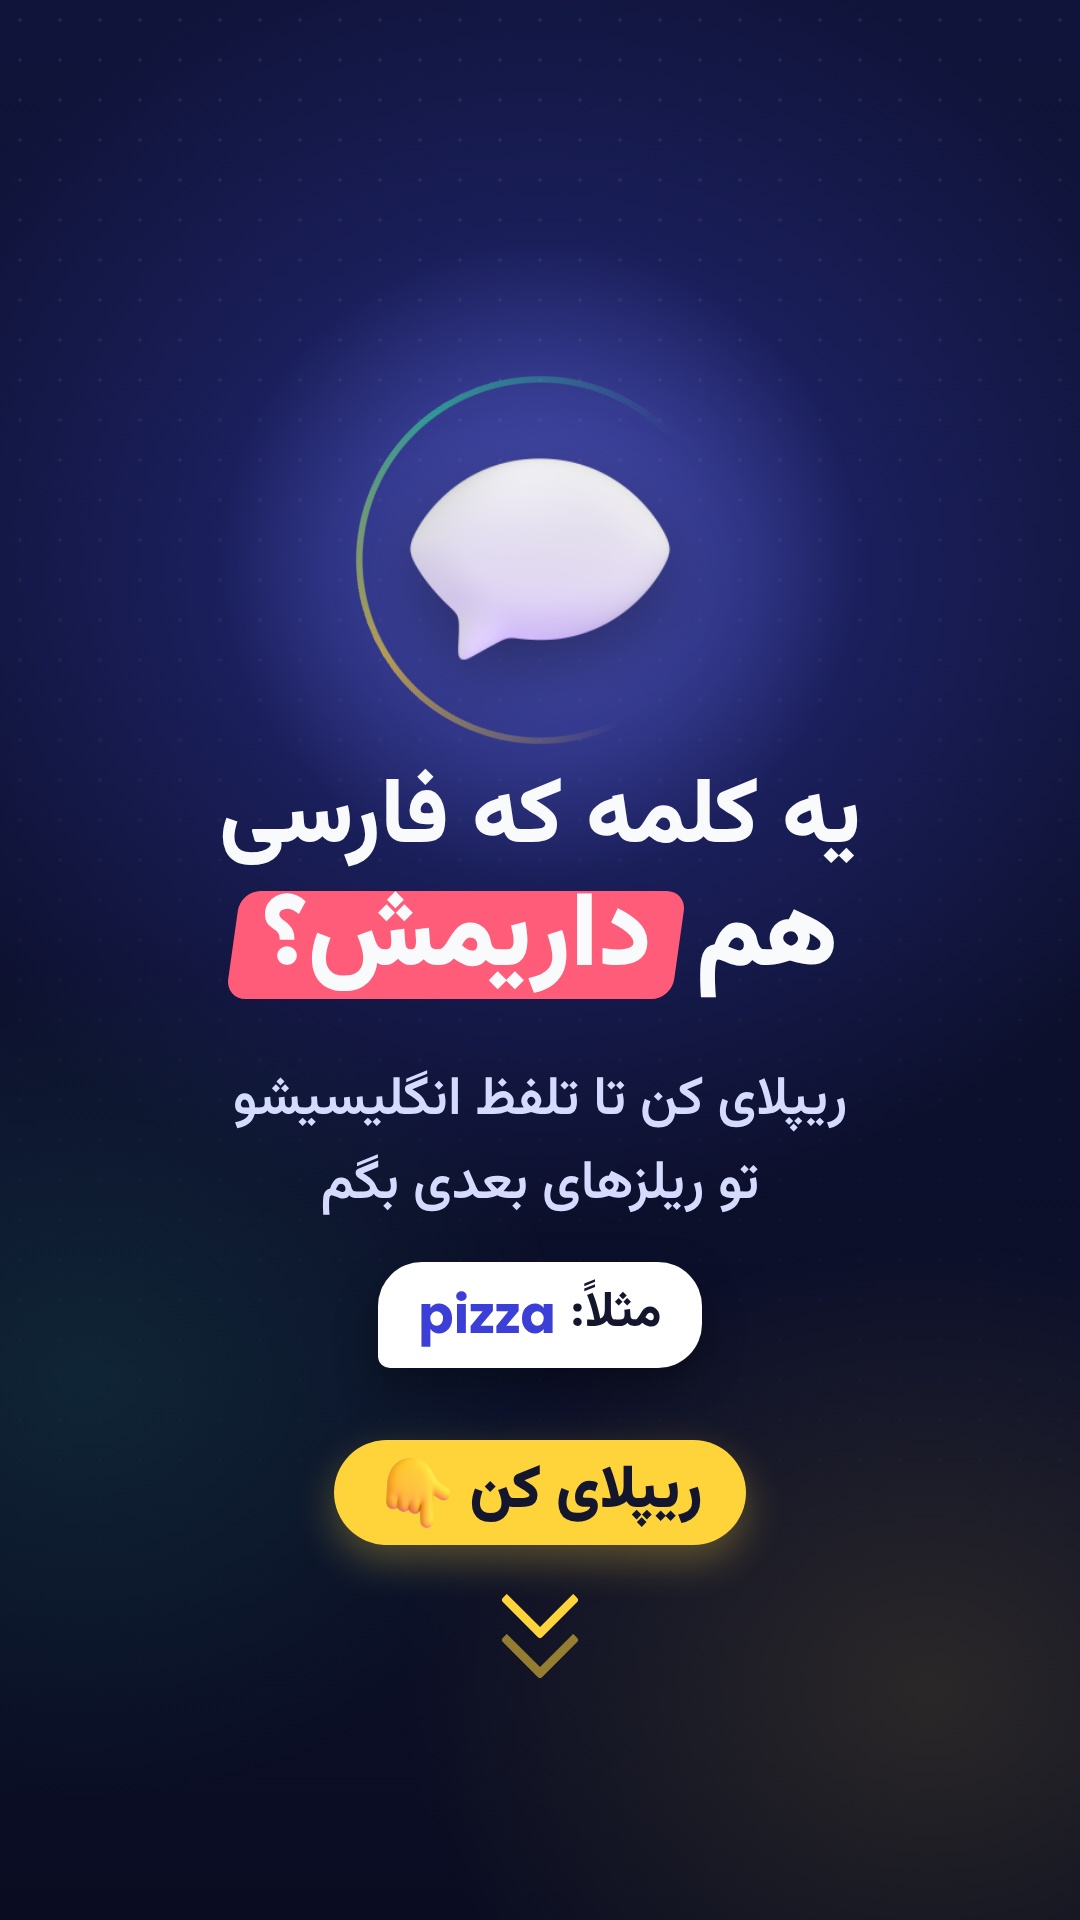 یه کلمه که فارسی
هم داریمش؟
ریپلای کن تا تلفظ انگلیسیشو
تو ریلزهای بعدی بگم
مثلاً: pizza
ریپلای کن 👇